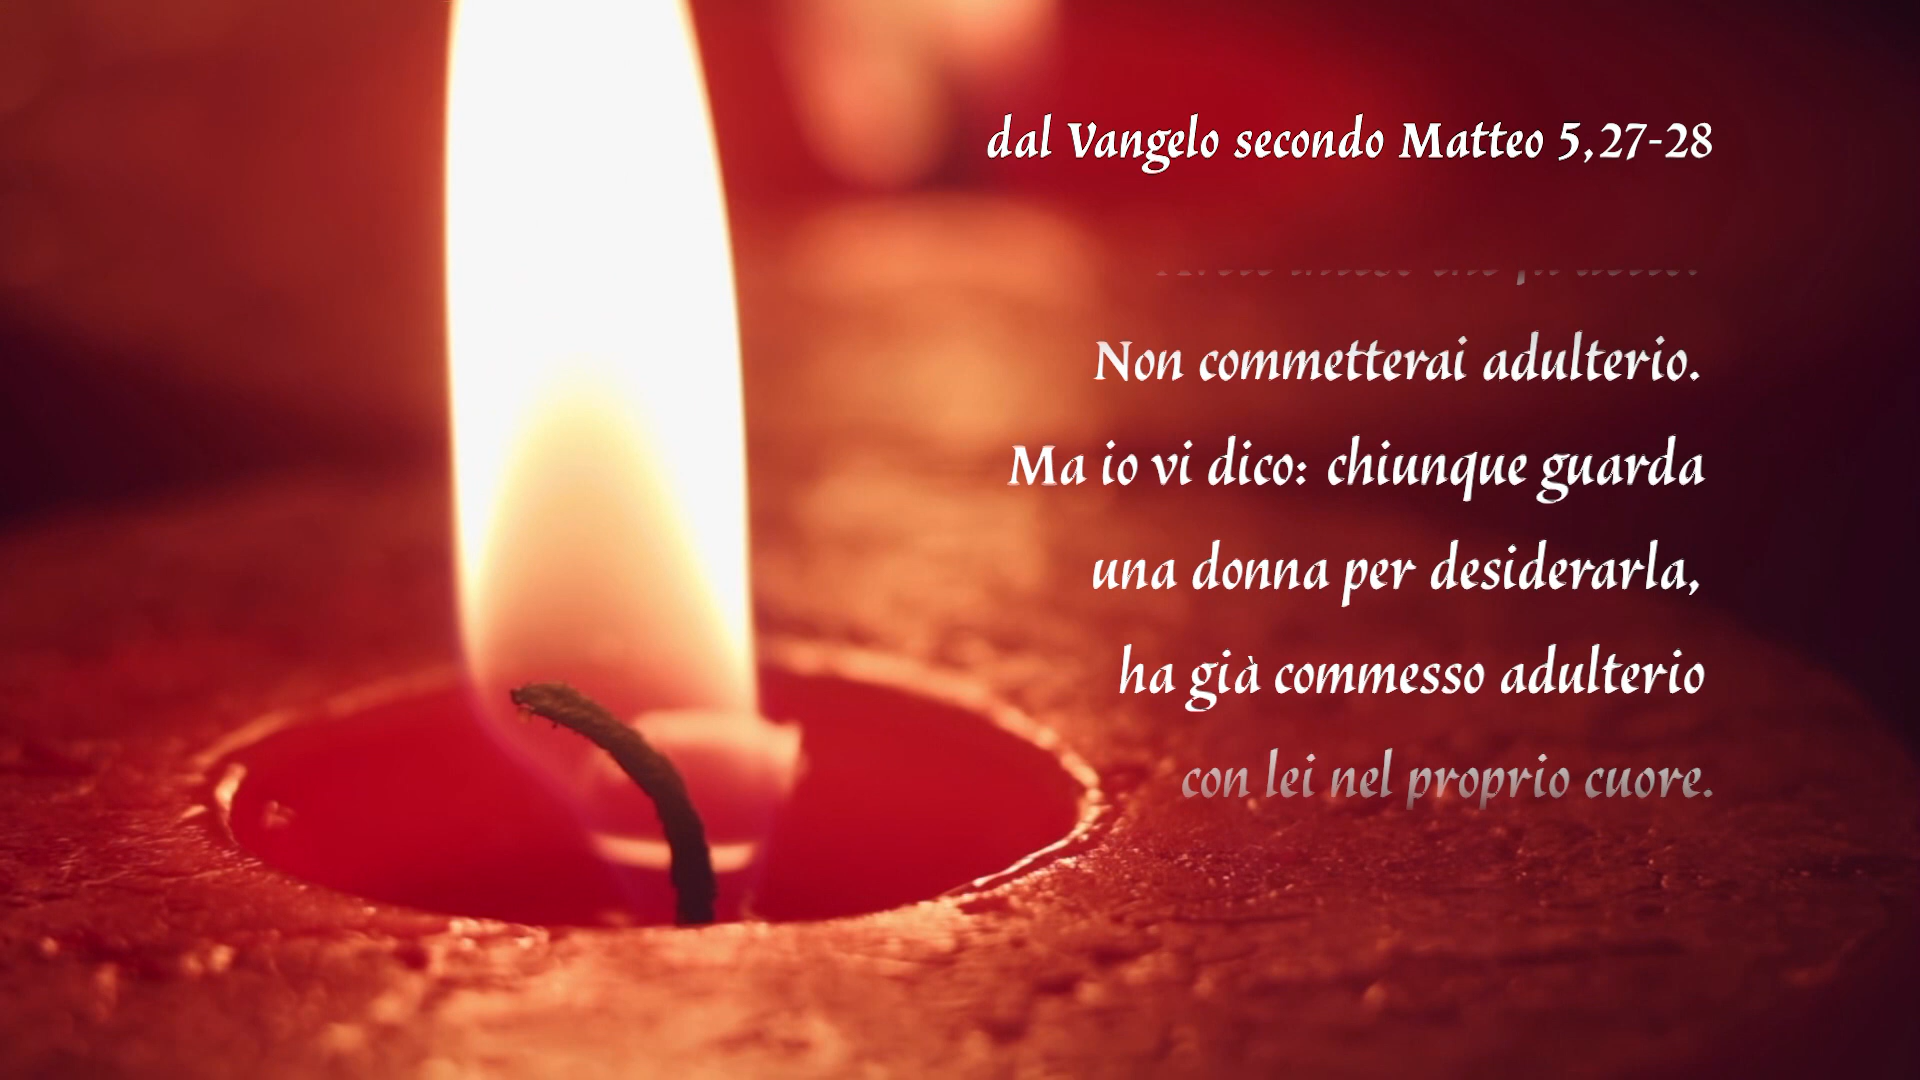 dal Vangelo secondo Matteo 5,27-28
Non commetterai adulterio.
Ma io vi dico: chiunque guarda
una donna per desiderarla,
ha già commesso adulterio
con lei nel proprio cuore.